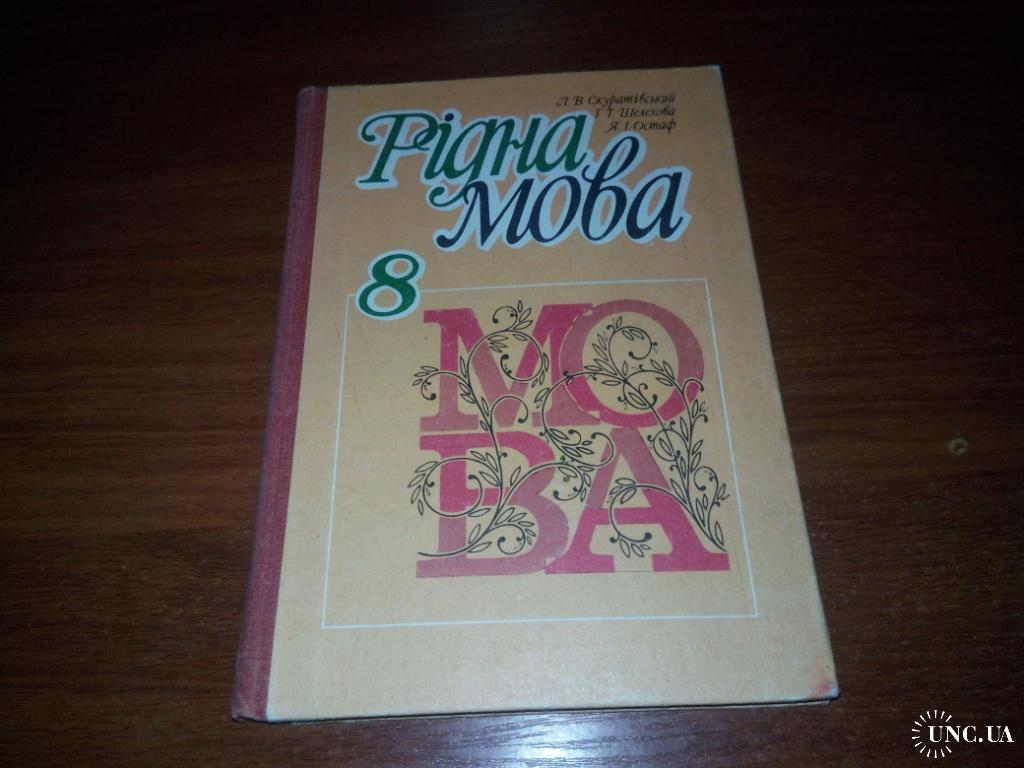 Л. В. Скуратівський
Г. Т. Шелехова
Я. І. Остаф
Рідна
мова
8
МО
ВА
UNC.UA